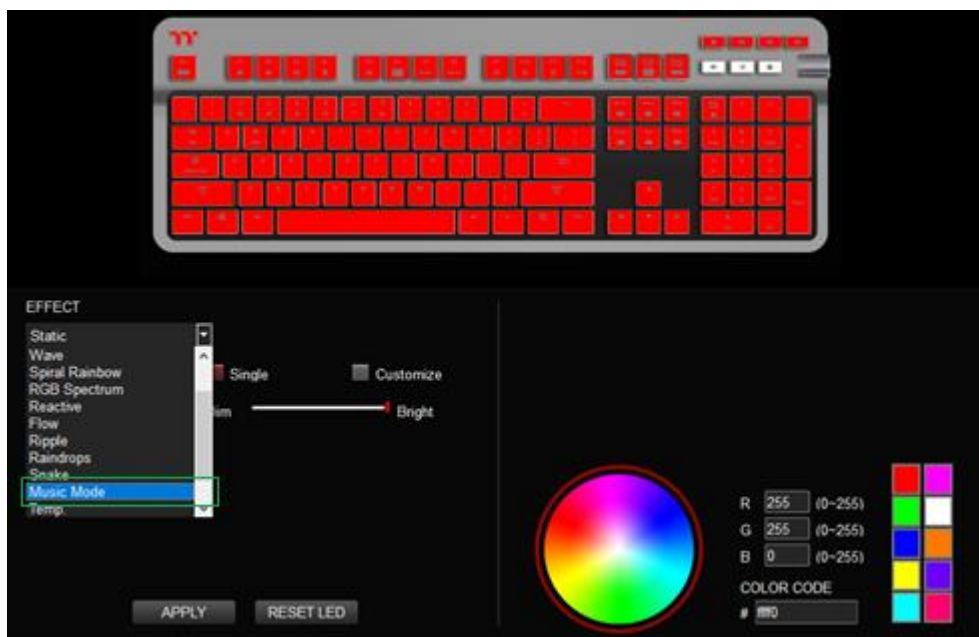 EFFECT
Static
Wave
Spiral Rainbow
RGB Spectrum
Reactive
Flow
Ripple
Raindrops
Snake
Music Mode
Temp.
Single
Customize
Bright
R 255 (0~255)
G 255 (0~255)
B 0 (0~255)
COLOR CODE
#
APPLY
RESET LED